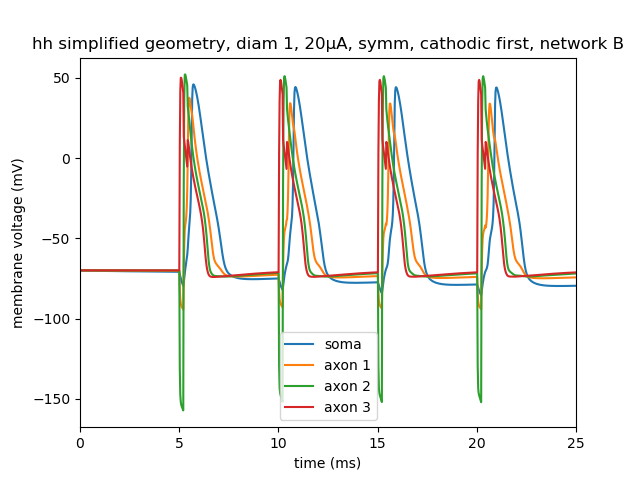 hh simplified geometry, diam 1, 20µA, symm, cathodic first, network B
membrane voltage (mV)
50
0
−50
−100
−150
soma
axon 1
axon 2
axon 3
0
5
10
15
20
25
time (ms)